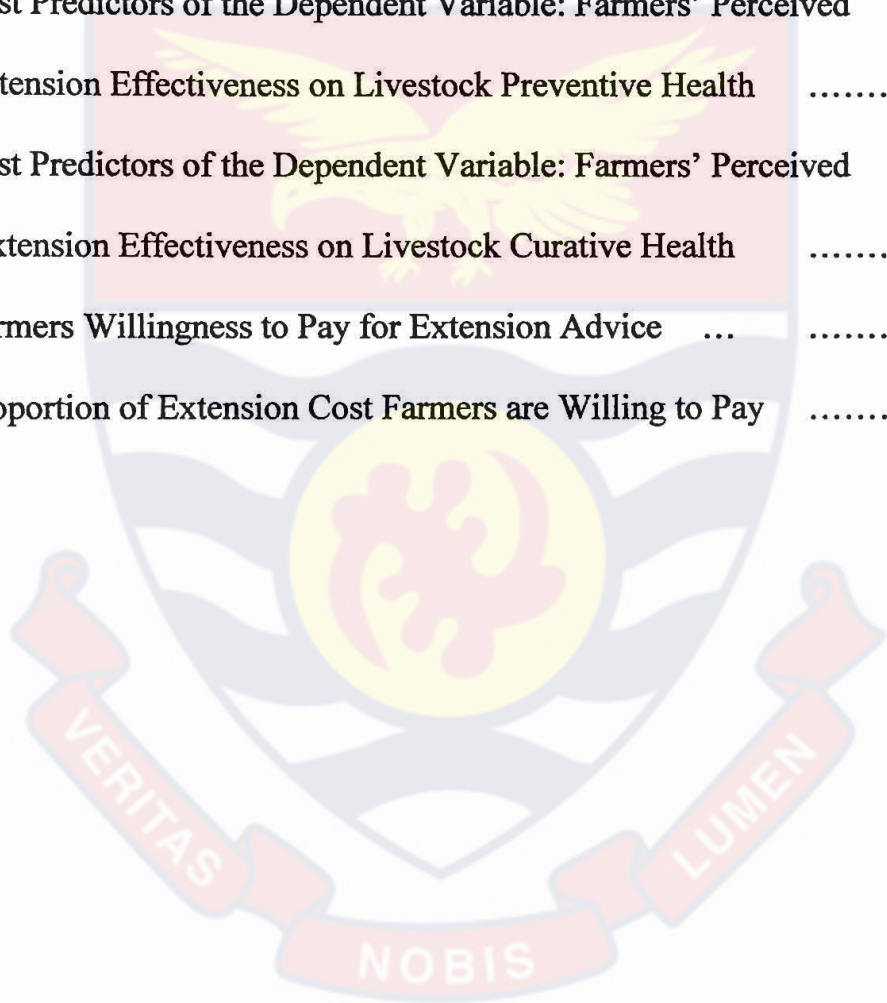 st Predictors of the Dependent Variable: Farmers' Perceived
tension Effectiveness on Livestock Preventive Health .......
st Predictors of the Dependent Variable: Farmers' Perceived
xtension Effectiveness on Livestock Curative Health .......
rmers Willingness to Pay for Extension Advice ... .......
oportion of Extension Cost Farmers are Willing to Pay .......
VERITAS
NOBIS
LUMEN